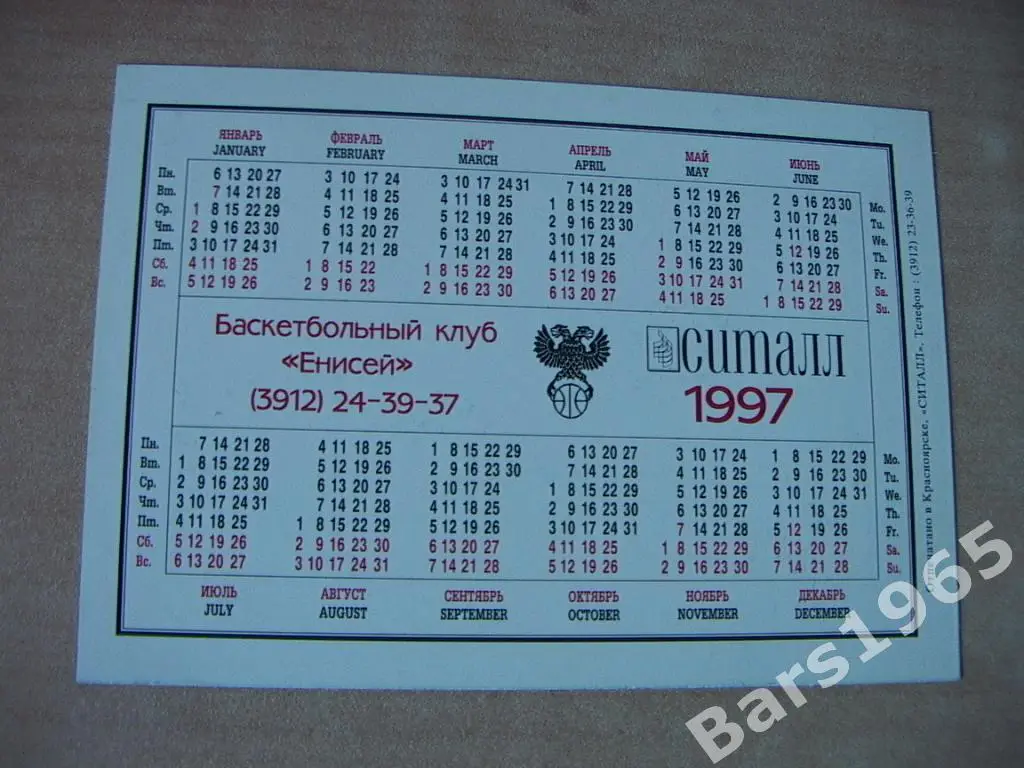 ЯНВАРЬ ФЕВРАЛЬ МАРТ АПРЕЛЬ МАЙ ИЮНЬ
JANUARY FEBRUARY MARCH APRIL MAY JUNE
Пн. 6 13 20 27 3 10 17 24 3 10 17 24 31 7 14 21 28 5 12 19 26 2 9 16 23 30 Mo.
Вт. 7 14 21 28 4 11 18 25 4 11 18 25 1 8 15 22 29 6 13 20 27 3 10 17 24 Tu.
Ср. 1 8 15 22 29 5 12 19 26 5 12 19 26 2 9 16 23 30 7 14 21 28 4 11 18 25 We.
Чт. 2 9 16 23 30 6 13 20 27 6 13 20 27 3 10 17 24 1 8 15 22 29 5 12 19 26 Th.
Пт. 3 10 17 24 31 7 14 21 28 7 14 21 28 4 11 18 25 2 9 16 23 30 6 13 20 27 Fr.
Сб. 4 11 18 25 1 8 15 22 1 8 15 22 29 5 12 19 26 3 10 17 24 31 7 14 21 28 Sa.
Вс. 5 12 19 26 2 9 16 23 2 9 16 23 30 6 13 20 27 4 11 18 25 1 8 15 22 29 Su.
Баскетбольный клуб
«Енисей»
(3912) 24-39-37
СИТАЛЛ
1997
Пн. 7 14 21 28 4 11 18 25 1 8 15 22 29 6 13 20 27 3 10 17 24 1 8 15 22 29 Mo.
Вт. 1 8 15 22 29 5 12 19 26 2 9 16 23 30 7 14 21 28 4 11 18 25 2 9 16 23 30 Tu.
Ср. 2 9 16 23 30 6 13 20 27 3 10 17 24 1 8 15 22 29 5 12 19 26 3 10 17 24 31 We.
Чт. 3 10 17 24 31 7 14 21 28 4 11 18 25 2 9 16 23 30 6 13 20 27 4 11 18 25 Th.
Пт. 4 11 18 25 1 8 15 22 29 5 12 19 26 3 10 17 24 31 7 14 21 28 5 12 19 26 Fr.
Сб. 5 12 19 26 2 9 16 23 30 6 13 20 27 4 11 18 25 1 8 15 22 29 6 13 20 27 Sa.
Вс. 6 13 20 27 3 10 17 24 31 7 14 21 28 5 12 19 26 2 9 16 23 30 7 14 21 28 Su.
ИЮЛЬ АВГУСТ СЕНТЯБРЬ ОКТЯБРЬ НОЯБРЬ ДЕКАБРЬ
JULY AUGUST SEPTEMBER OCTOBER NOVEMBER DECEMBER
Отпечатано в Красноярске, «СИТАЛЛ». Телефон : (3912) 23-36-39
Bars1965